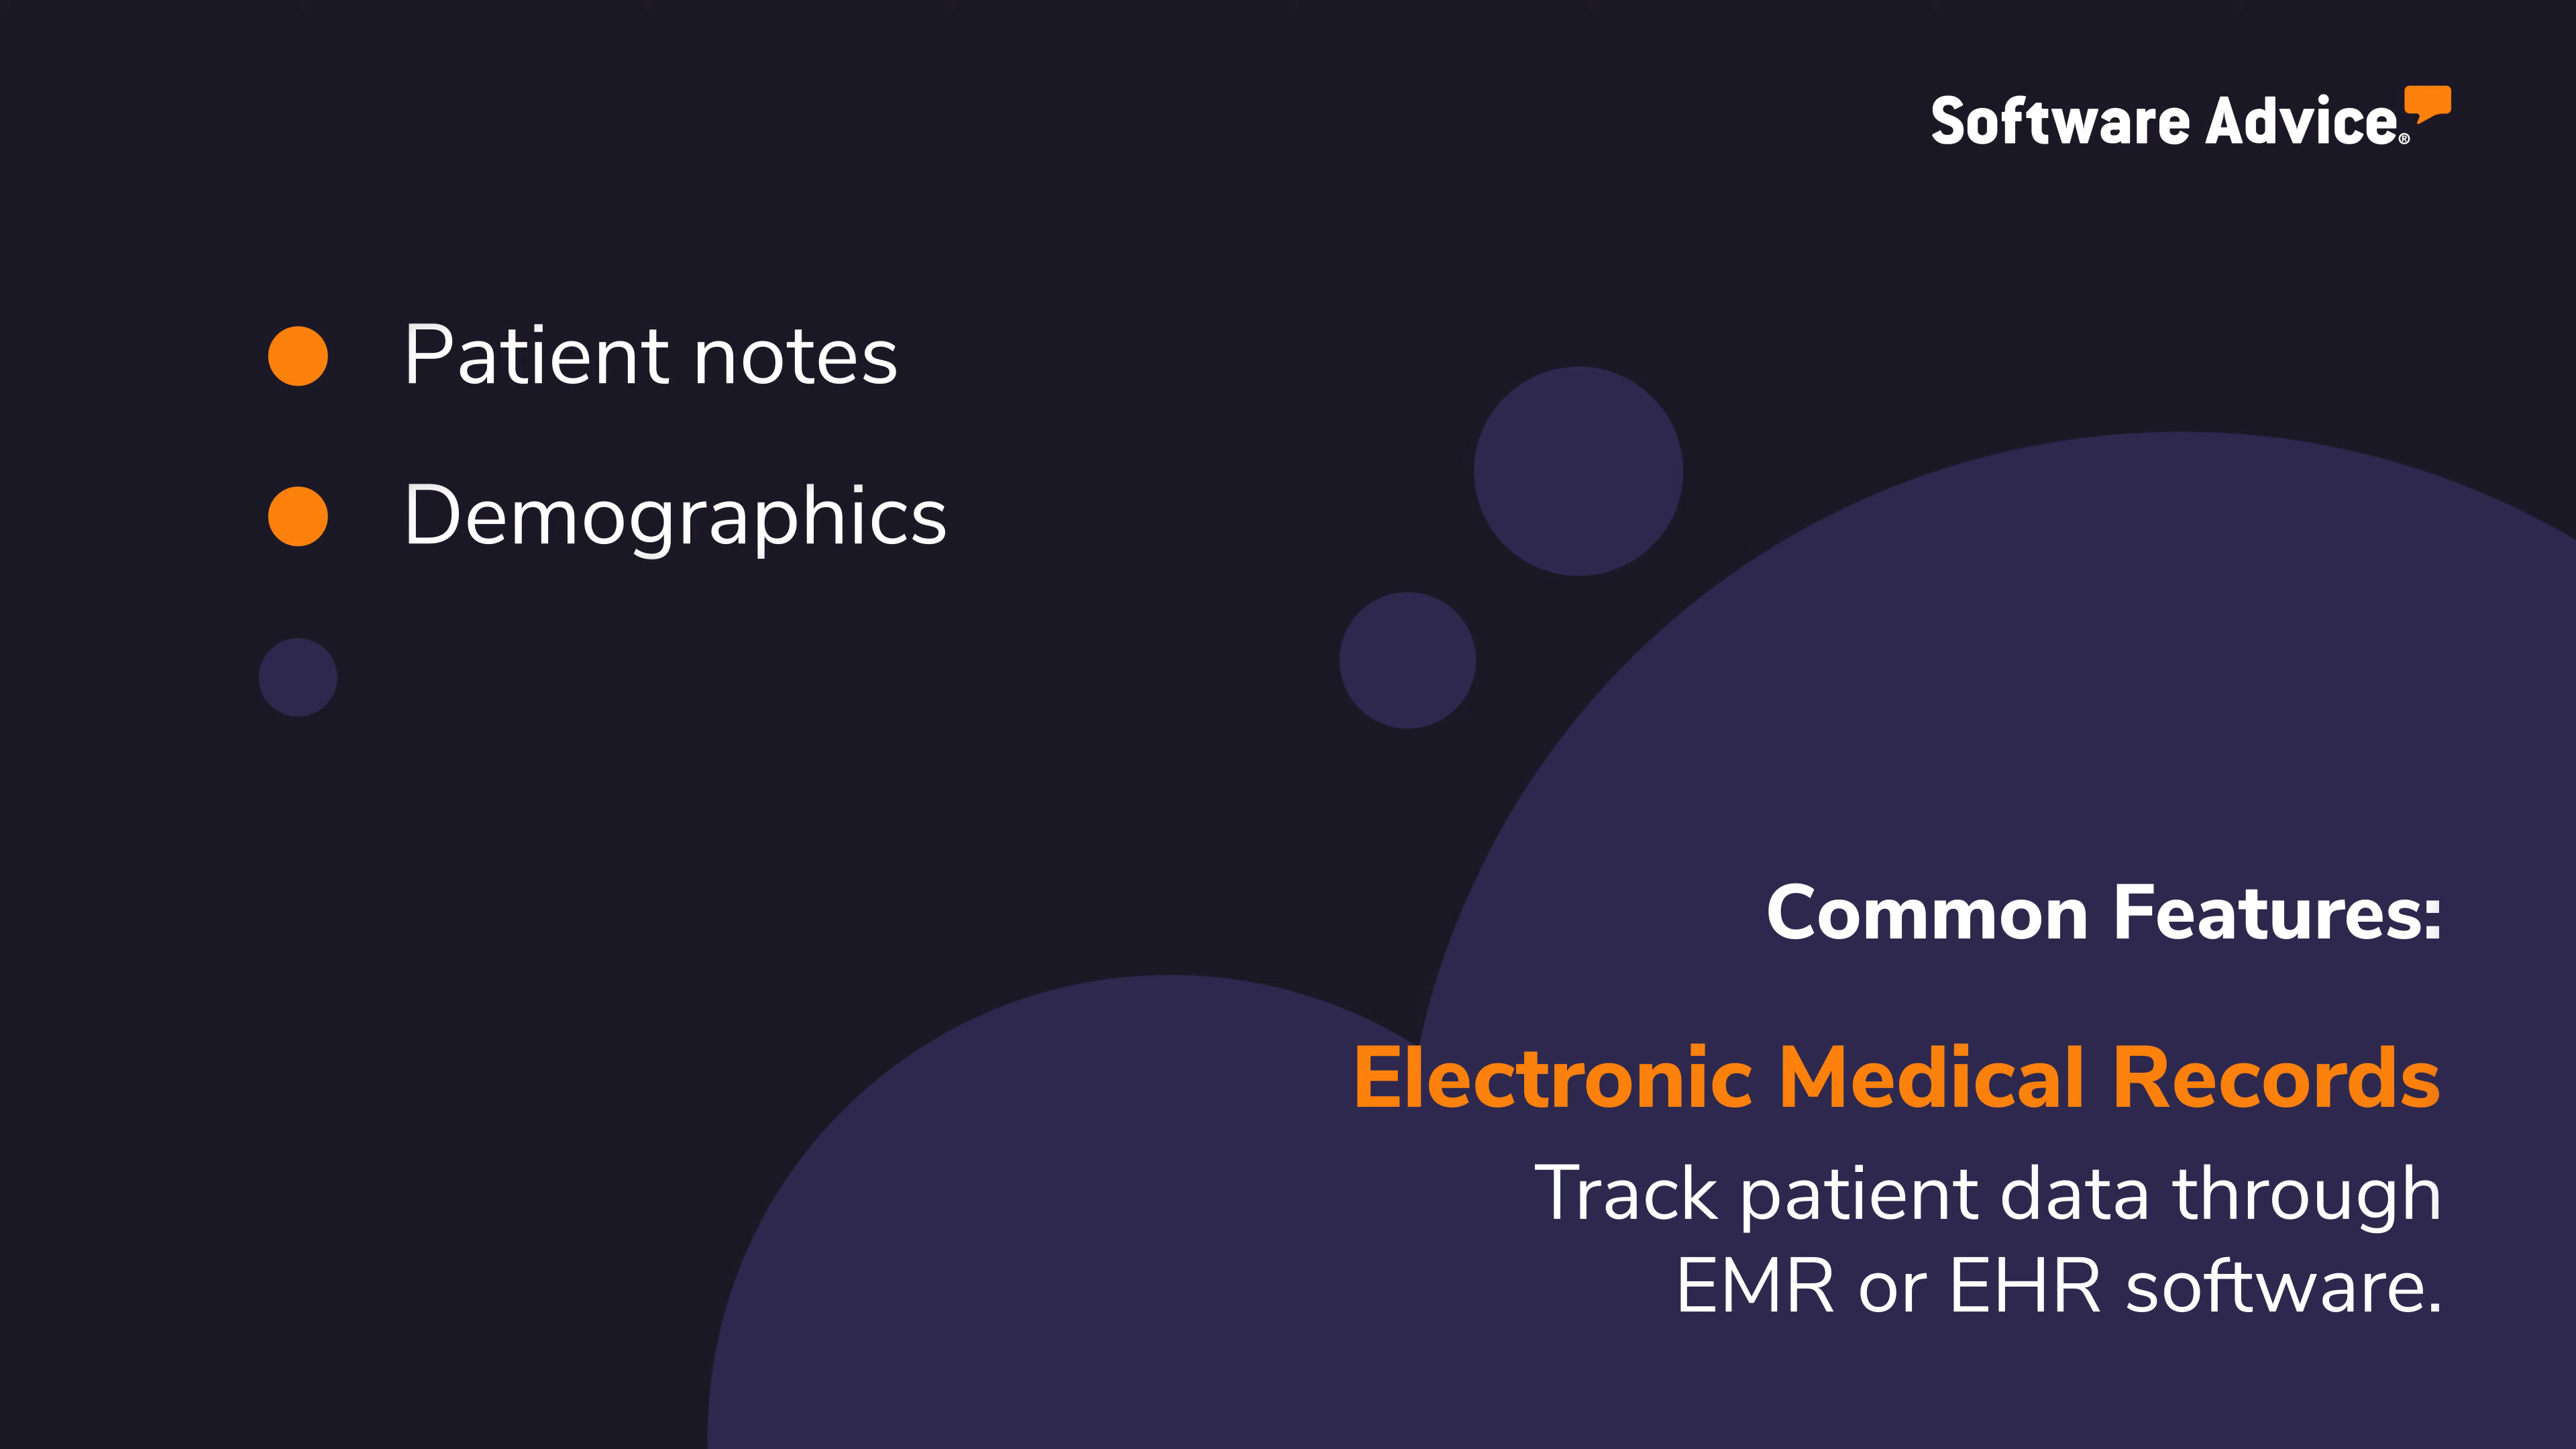 Software Advice®
Patient notes
Demographics
Common Features:
Electronic Medical Records
Track patient data through
EMR or EHR software.